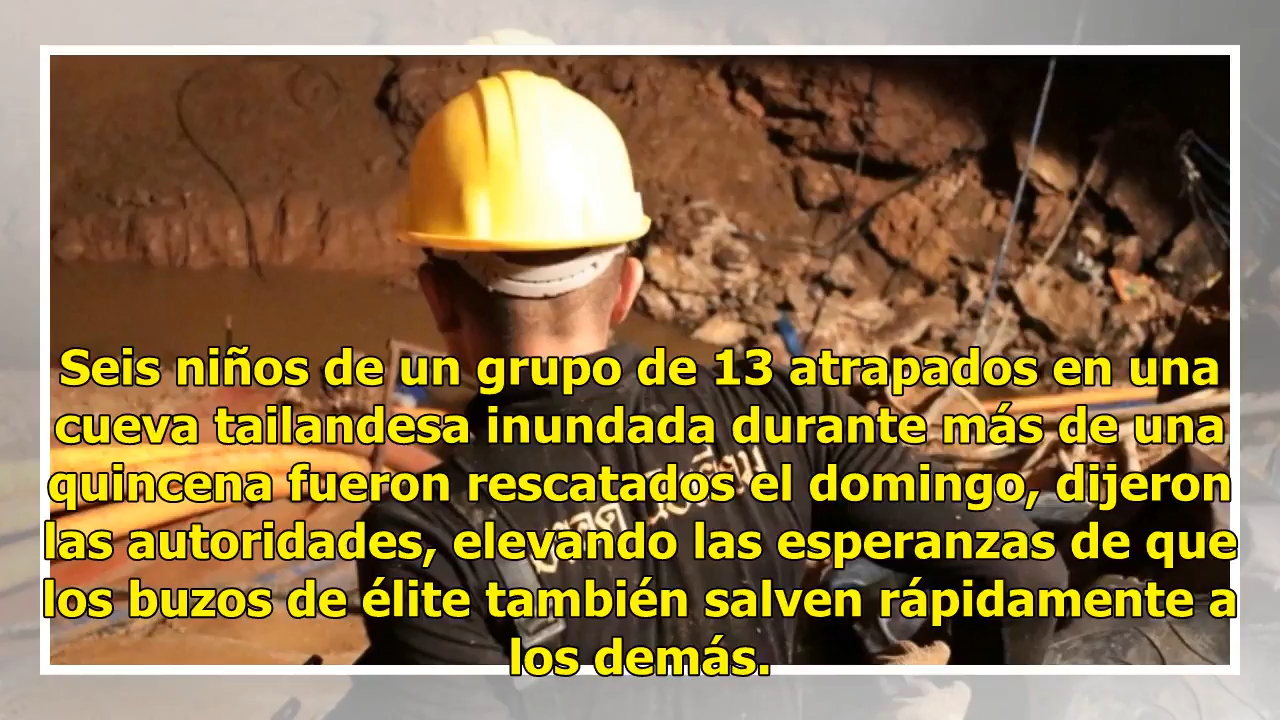 Seis niños de un grupo de 13 atrapados en una
cueva tailandesa inundada durante más de una
quincena fueron rescatados el domingo, dijeron
las autoridades, elevando las esperanzas de que
los buzos de élite también salven rápidamente a
los demás.